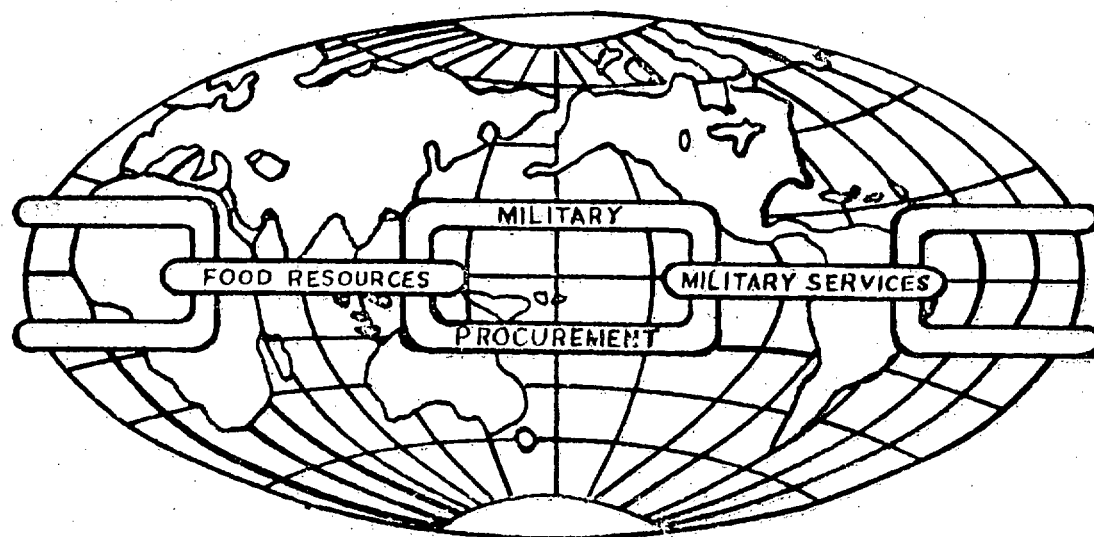 MILITARY
FOOD RESOURCES
MILITARY SERVICES
PROCUREMENT